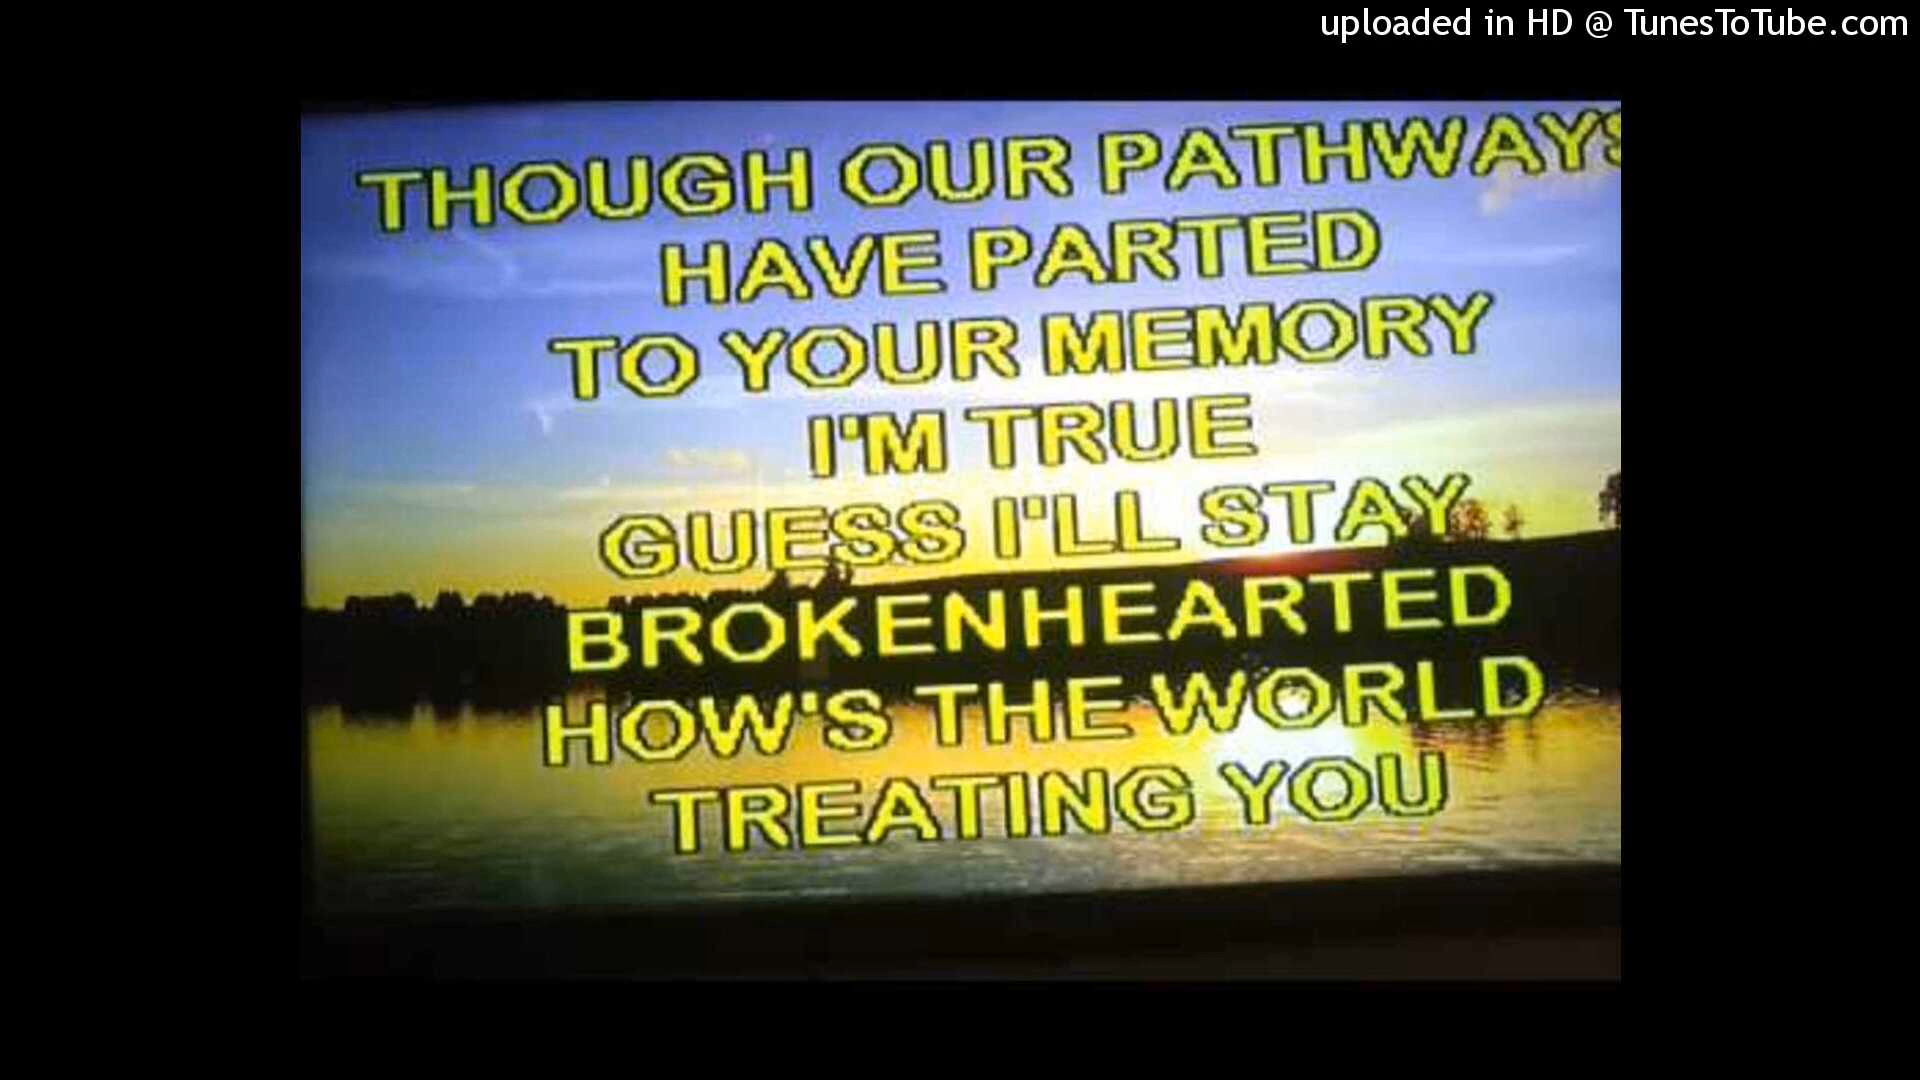 uploaded in HD @ TunesToTube.com
THOUGH OUR PATHWAYS
HAVE PARTED
TO YOUR MEMORY
I'M TRUE
GUESS I'LL STAY
BROKENHEARTED
HOW'S THE WORLD
TREATING YOU